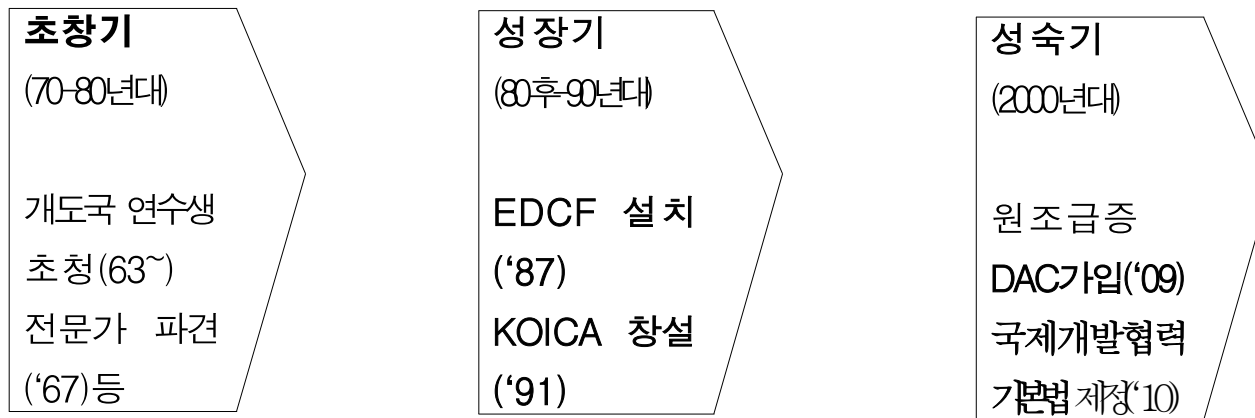 초창기
(70-80년대)
개도국 연수생
초청(63~)
전문가 파견
(‘67)등
성장기
(80후-90년대)
EDCF 설치
(‘87)
KOICA 창설
(‘91)
성숙기
(2000년대)
원조급증
DAC가입(‘09)
국제개발협력
기본법 제정(‘10)